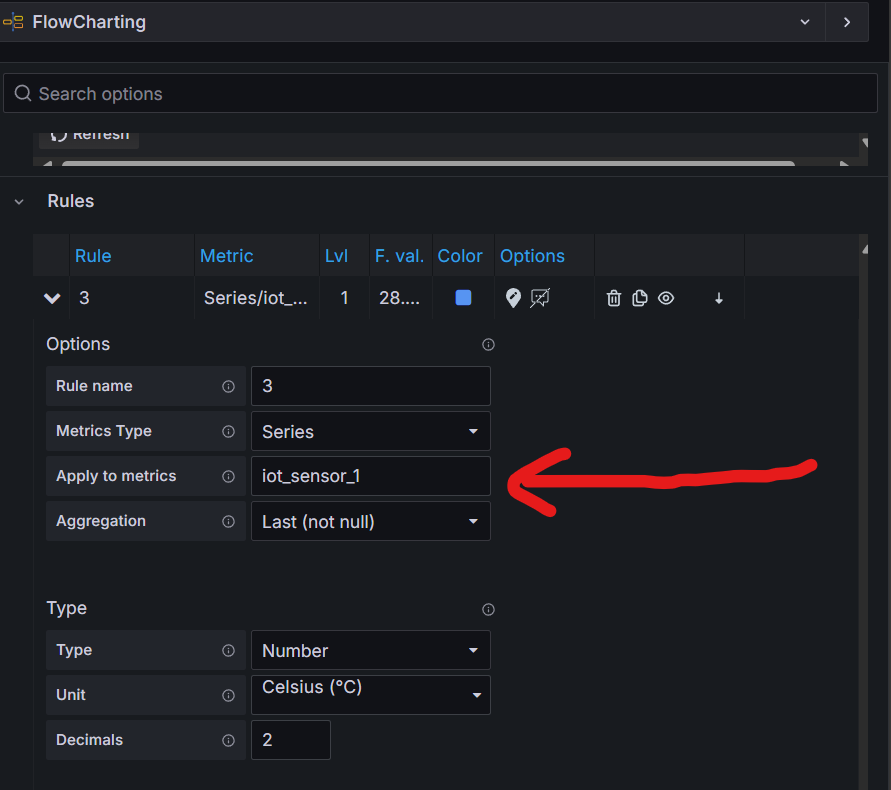 FlowCharting
Search options
Refresh
Rules
Rule Metric Lvl F. val. Color Options
3 Series/iot_... 1 28....
Options
Rule name 3
Metrics Type Series
Apply to metrics iot_sensor_1
Aggregation Last (not null)
Type
Type Number
Unit Celsius (°C)
Decimals 2